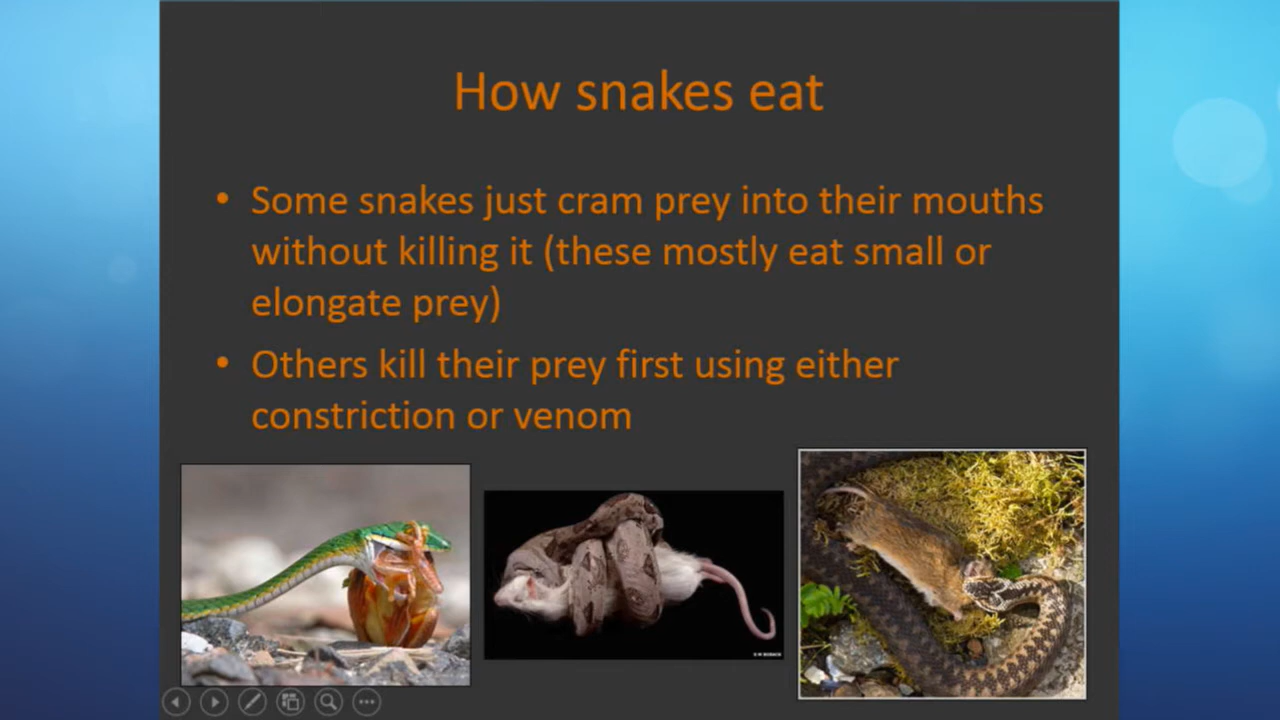 How snakes eat
• Some snakes just cram prey into their mouths
without killing it (these mostly eat small or
elongate prey)
• Others kill their prey first using either
constriction or venom